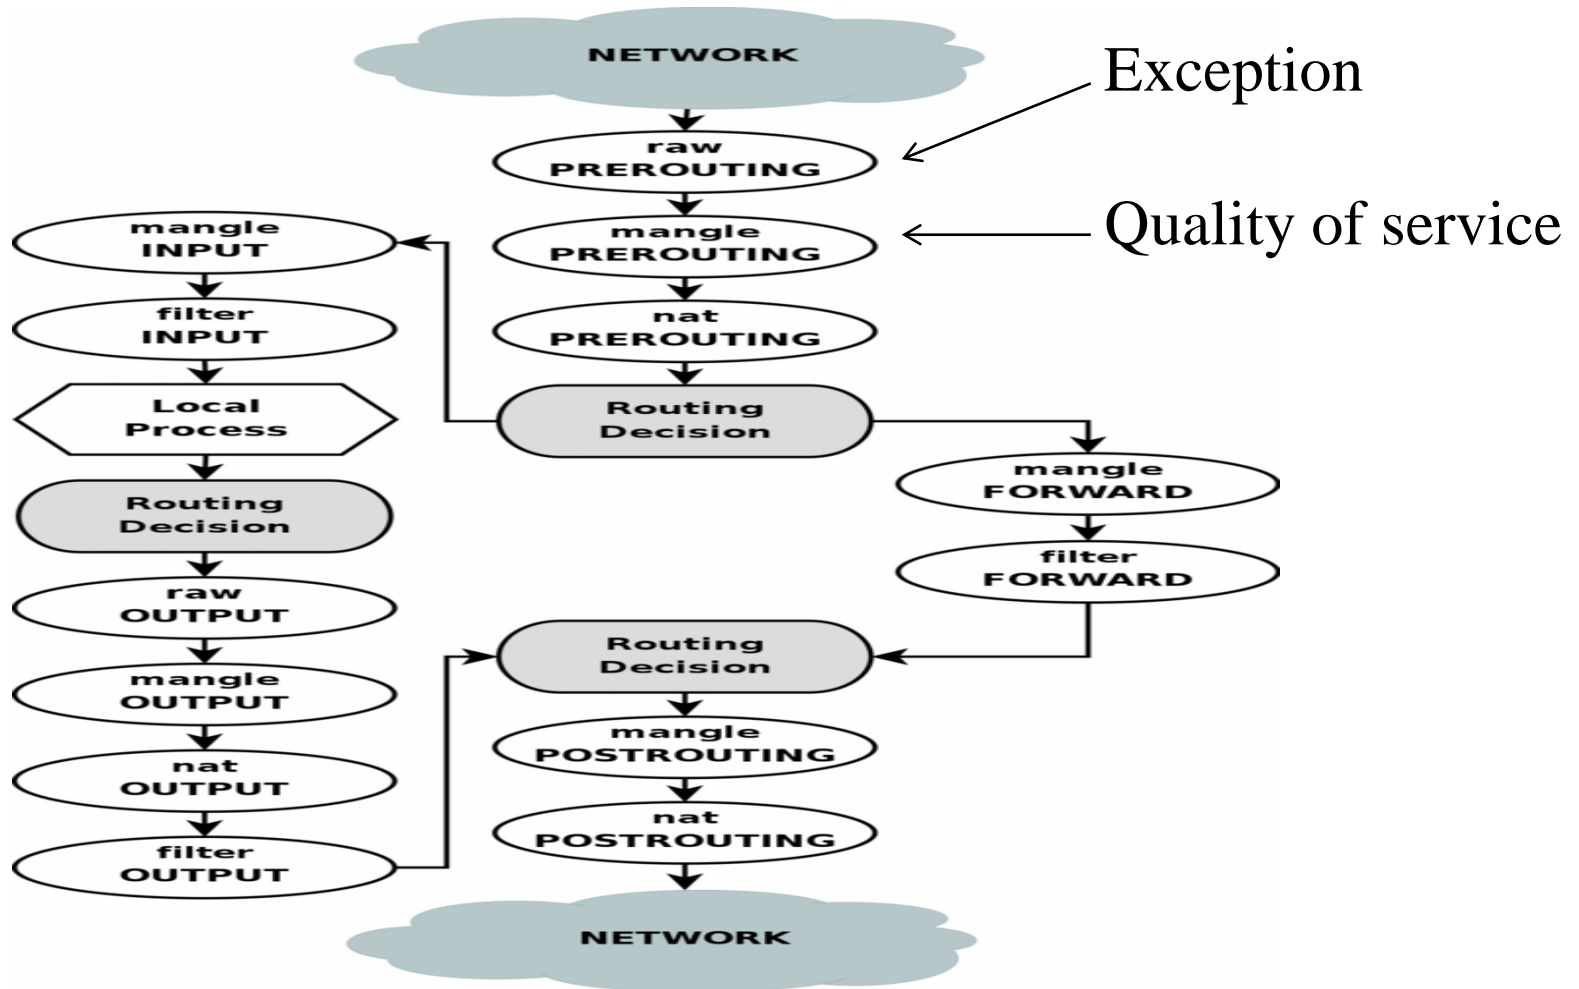 NETWORK
Exception
raw
PREROUTING
Quality of service
mangle
PREROUTING
nat
PREROUTING
Routing
Decision
mangle
INPUT
filter
INPUT
Local
Process
Routing
Decision
raw
OUTPUT
mangle
OUTPUT
nat
OUTPUT
filter
OUTPUT
mangle
FORWARD
filter
FORWARD
Routing
Decision
mangle
POSTROUTING
nat
POSTROUTING
NETWORK